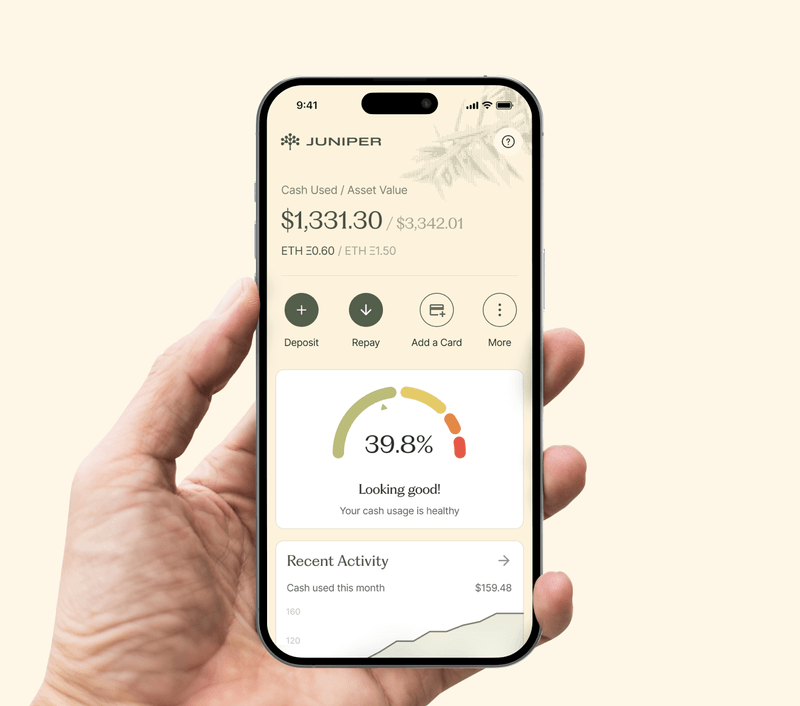 9:41
JUNIPER
Cash Used / Asset Value
$1,331.30 / $3,342.01
ETH Ξ0.60 / ETH Ξ1.50
Deposit Repay Add a Card More
39.8%
Looking good!
Your cash usage is healthy
Recent Activity
Cash used this month $159.48
160
120